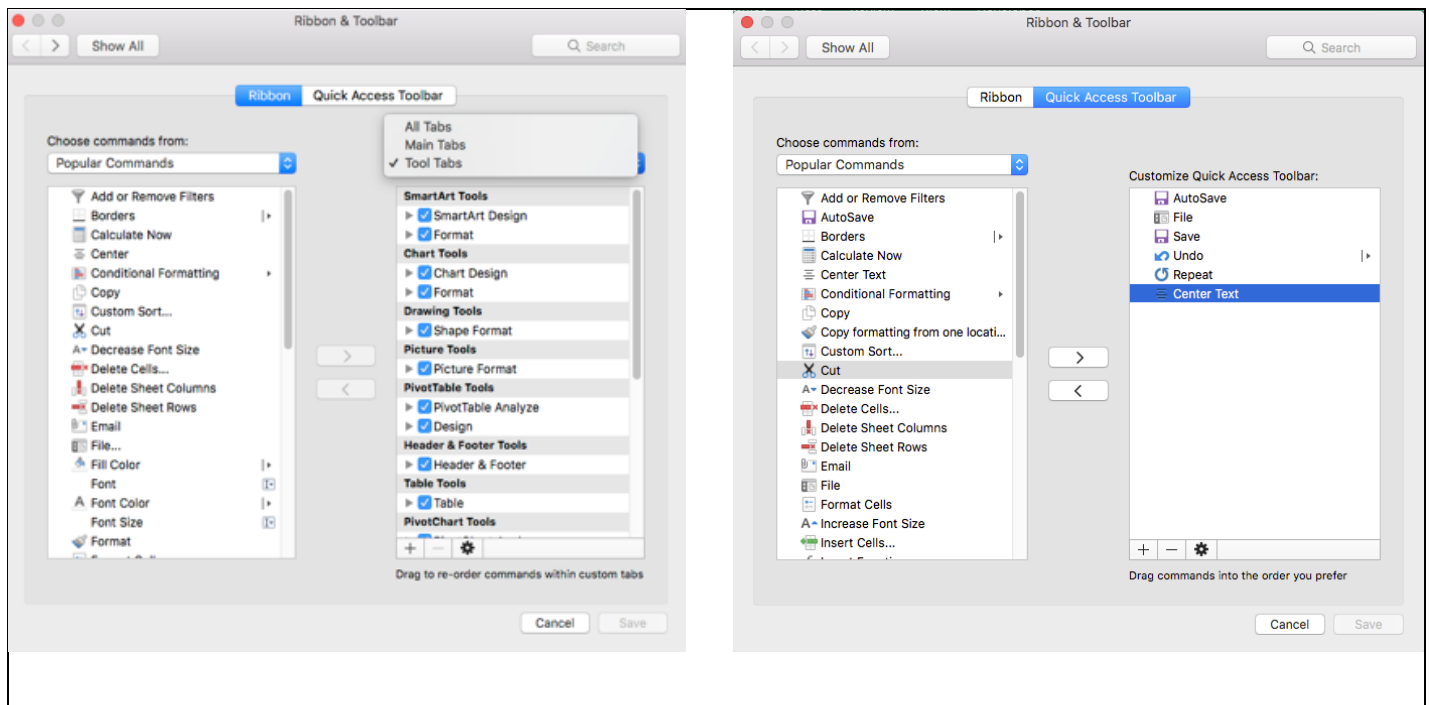 Ribbon & Toolbar
Show All
Search
Ribbon
Quick Access Toolbar
All Tabs
Choose commands from:
Main Tabs
Popular Commands
✓ Tool Tabs
Add or Remove Filters
Borders
Calculate Now
Center
Conditional Formatting
Copy
Custom Sort...
Cut
Decrease Font Size
Delete Cells...
Delete Sheet Columns
Delete Sheet Rows
Email
File...
Fill Color
Font
Font Color
Font Size
Format
SmartArt Tools
SmartArt Design
Format
Chart Tools
Chart Design
Format
Drawing Tools
Shape Format
Picture Tools
Picture Format
PivotTable Tools
PivotTable Analyze
Design
Header & Footer Tools
Header & Footer
Table Tools
Table
PivotChart Tools
Drag to re-order commands within custom tabs
Cancel
Save
Ribbon & Toolbar
Show All
Search
Ribbon
Quick Access Toolbar
Choose commands from:
Popular Commands
Add or Remove Filters
AutoSave
Borders
Calculate Now
Center Text
Conditional Formatting
Copy
Copy formatting from one locati...
Custom Sort...
Cut
Decrease Font Size
Delete Cells...
Delete Sheet Columns
Delete Sheet Rows
Email
File
Format Cells
Increase Font Size
Insert Cells...
Customize Quick Access Toolbar:
AutoSave
File
Save
Undo
Repeat
Center Text
Drag commands into the order you prefer
Cancel
Save